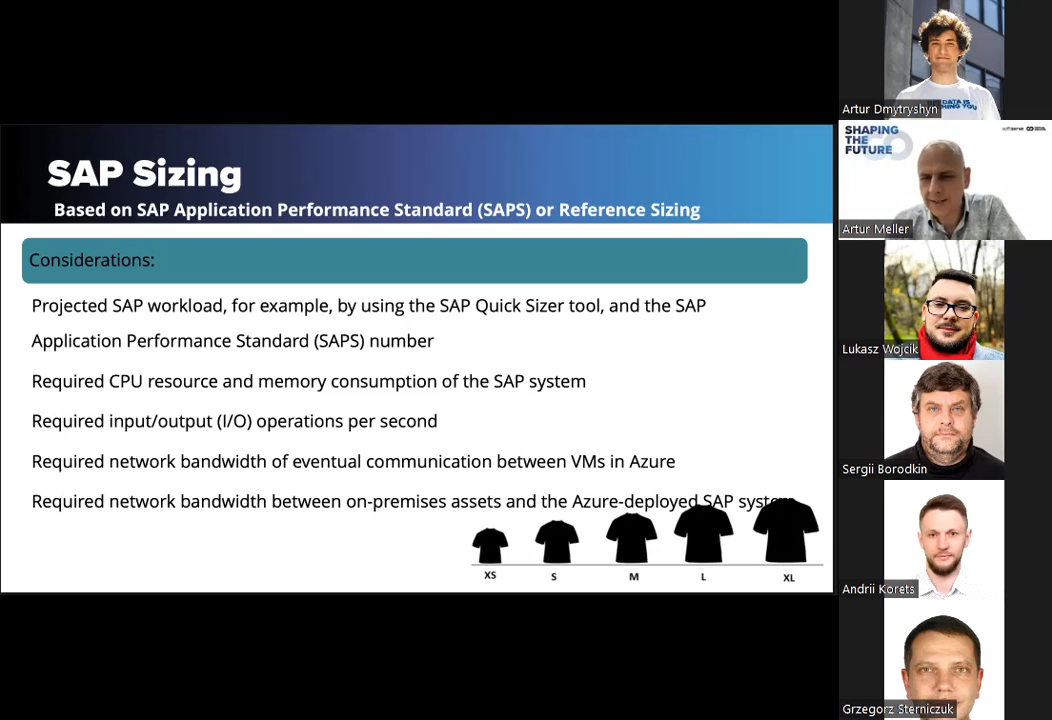 SAP Sizing
Based on SAP Application Performance Standard (SAPS) or Reference Sizing
Considerations:
Projected SAP workload, for example, by using the SAP Quick Sizer tool, and the SAP
Application Performance Standard (SAPS) number
Required CPU resource and memory consumption of the SAP system
Required input/output (I/O) operations per second
Required network bandwidth of eventual communication between VMs in Azure
Required network bandwidth between on-premises assets and the Azure-deployed SAP system
XS
S
M
L
XL
DATA IS
YOU
Artur Dmytryshyn
SHAPING
THE
FUTURE
softserve
Artur Meller
Lukasz Wojcik
Sergii Borodkin
Andrii Korets
Grzegorz Sterniczuk